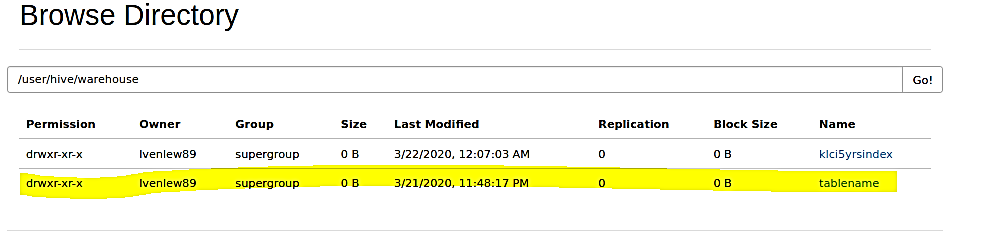 Browse Directory
/user/hive/warehouse Go!
Permission Owner Group Size Last Modified Replication Block Size Name
drwxr-xr-x lvenlew89 supergroup 0 B 3/22/2020, 12:07:03 AM 0 0 B klci5yrsindex
drwxr-xr-x lvenlew89 supergroup 0 B 3/21/2020, 11:48:17 PM 0 0 B tablename